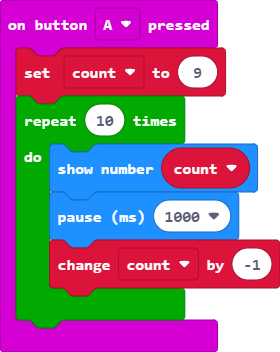 on button A pressed
set count to 9
repeat 10 times
do
show number count
pause (ms) 1000
change count by -1